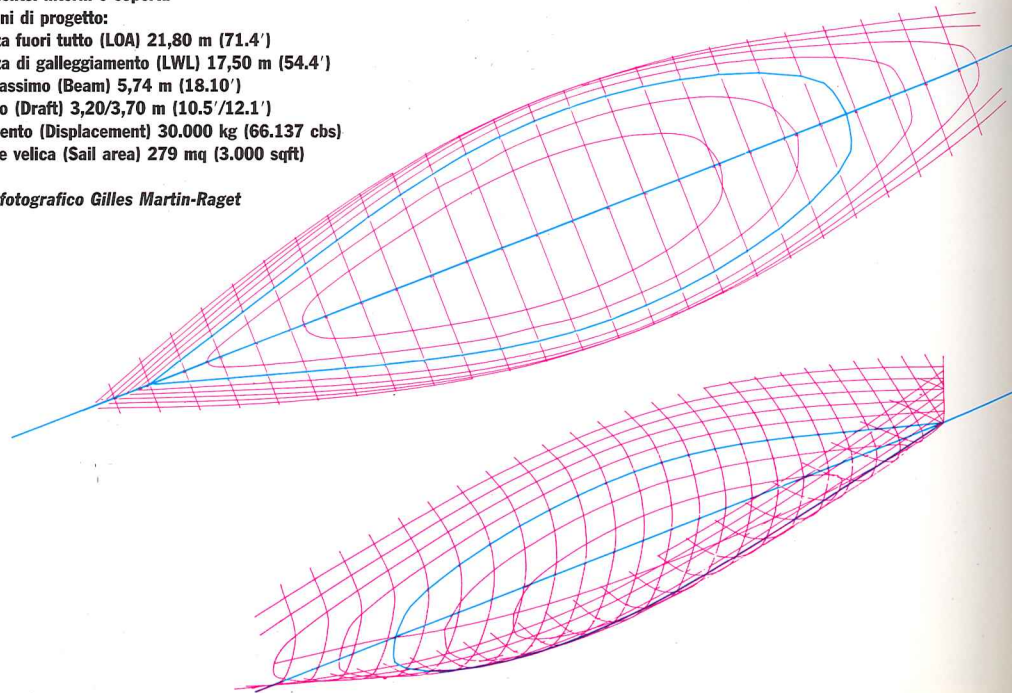 ni di progetto:
za fuori tutto (LOA) 21,80 m (71.4′)
za di galleggiamento (LWL) 17,50 m (54.4′)
assimo (Beam) 5,74 m (18.10′)
o (Draft) 3,20/3,70 m (10.5′/12.1′)
ento (Displacement) 30.000 kg (66.137 cbs)
e velica (Sail area) 279 mq (3.000 sqft)
fotografico Gilles Martin-Raget